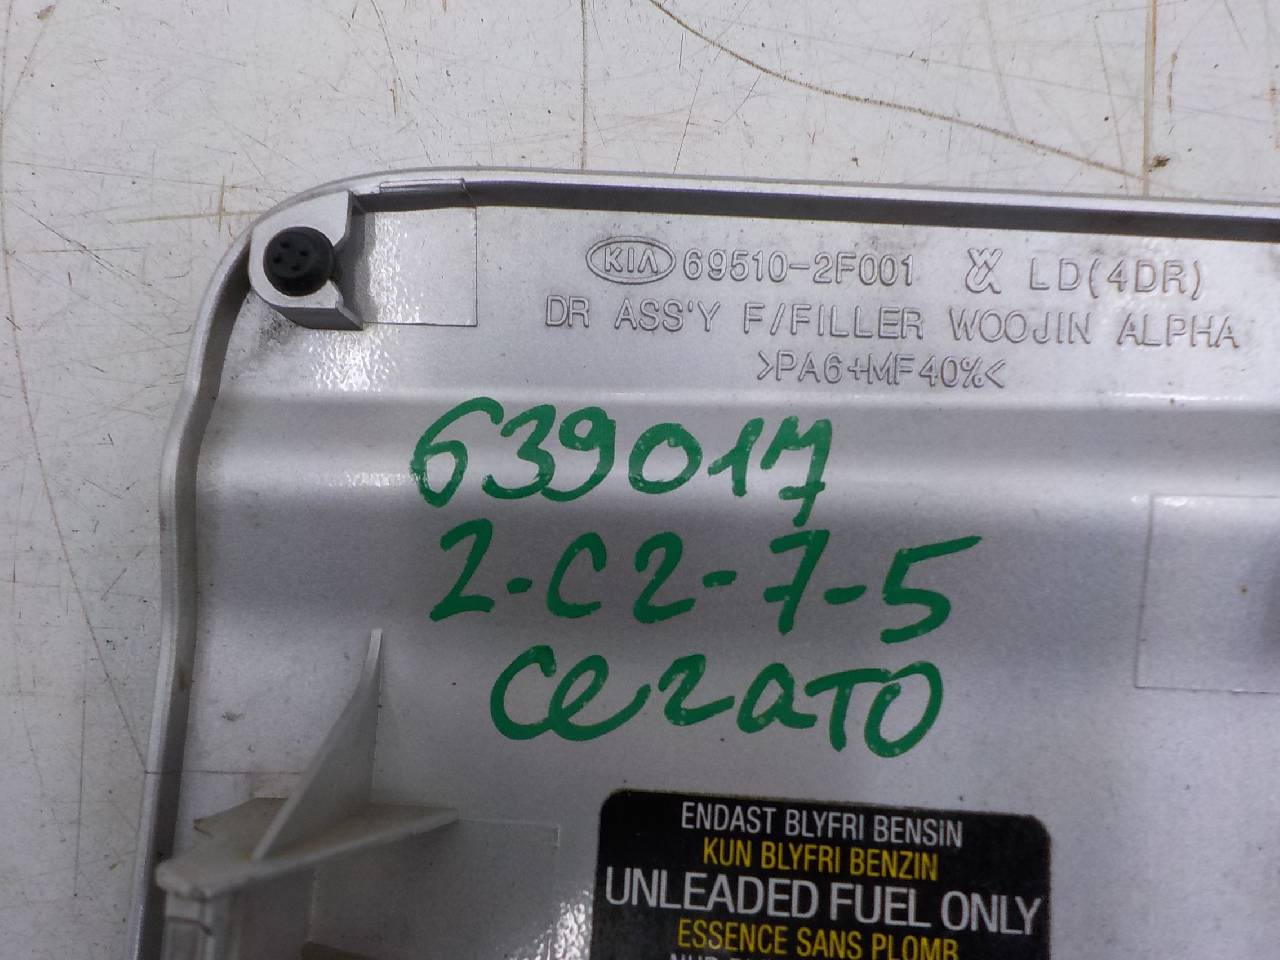 KIA 69510-2F001 LD(4DR)
DR ASS'Y F/FILLER WOOJIN ALPHA
>PA6+MF40%<
639017
2-C2-7-5
CezaTO
ENDAST BLYFRI BENSIN
KUN BLYFRI BENZIN
UNLEADED FUEL ONLY
ESSENCE SANS PLOMB